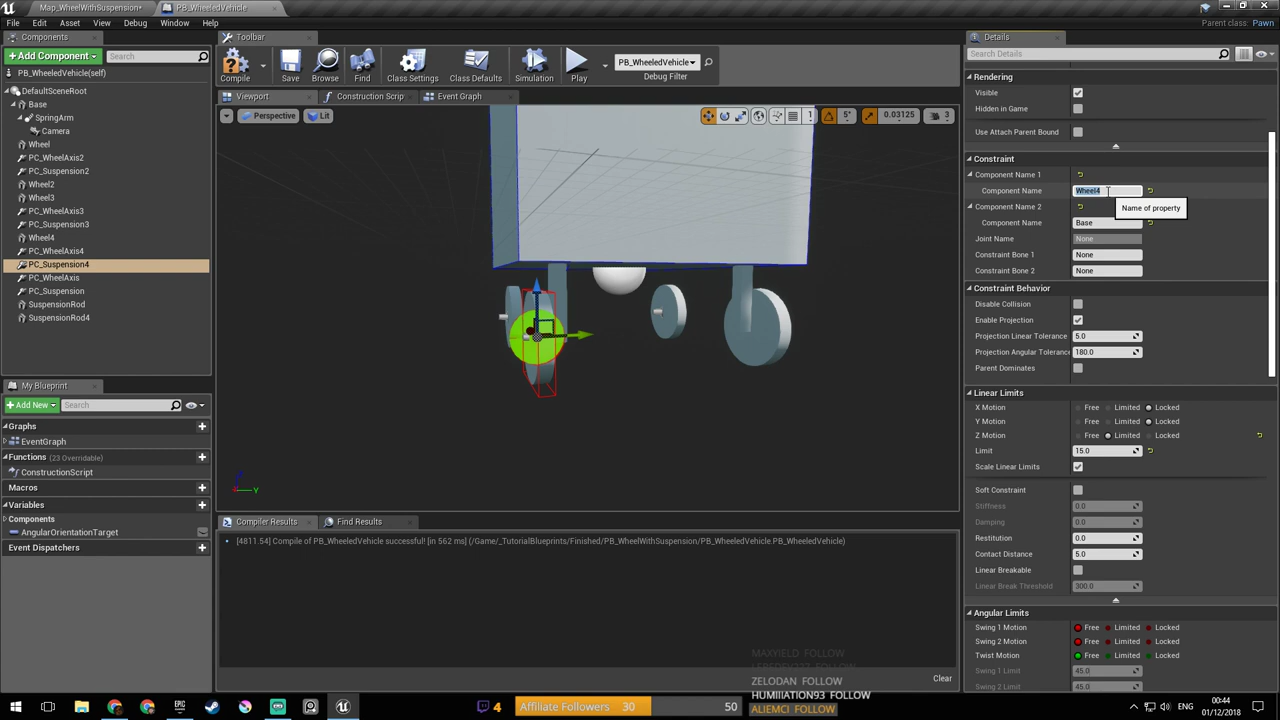 Map_WheelWithSuspension*
PB_WheeledVehicle
File Edit Asset View Debug Window Help
Parent class: Pawn
Components
Toolbar
Details
+ Add Component
Search
PB_WheeledVehicle(self)
DefaultSceneRoot
Base
SpringArm
Camera
Wheel
PC_WheelAxis2
PC_Suspension2
Wheel2
Wheel3
PC_WheelAxis3
PC_Suspension3
Wheel4
PC_WheelAxis4
PC_Suspension4
PC_WheelAxis
PC_Suspension
SuspensionRod
SuspensionRod4
My Blueprint
+ Add New
Search
Graphs
EventGraph
Functions (23 Overridable)
ConstructionScript
Macros
Variables
Components
AngularOrientationTarget
Event Dispatchers
Compile
Save
Browse
Find
Class Settings
Class Defaults
Simulation
Play
PB_WheeledVehicle
Debug Filter
Viewport
Construction Scrip
Event Graph
Perspective
Lit
1
5°
0.03125
3
Y
Compiler Results
Find Results
[4811.54] Compile of PB_WheeledVehicle successful! [in 562 ms] (/Game/_TutorialBlueprints/Finished/PB_WheelWithSuspension/PB_WheeledVehicle.PB_WheeledVehicle)
Clear
Search Details
Rendering
Visible
Hidden in Game
Use Attach Parent Bound
Constraint
Component Name 1
Component Name Wheel4
Name of property
Component Name 2
Component Name Base
Joint Name None
Constraint Bone 1 None
Constraint Bone 2 None
Constraint Behavior
Disable Collision
Enable Projection
Projection Linear Tolerance 5.0
Projection Angular Tolerance 180.0
Parent Dominates
Linear Limits
X Motion Free Limited Locked
Y Motion Free Limited Locked
Z Motion Free Limited Locked
Limit 15.0
Scale Linear Limits
Soft Constraint
Stiffness 0.0
Damping 0.0
Restitution 0.0
Contact Distance 5.0
Linear Breakable
Linear Break Threshold 300.0
Angular Limits
Swing 1 Motion Free Limited Locked
Swing 2 Motion Free Limited Locked
Twist Motion Free Limited Locked
Swing 1 Limit 45.0
Swing 2 Limit 45.0
MAXYIELD FOLLOW
ZELODAN FOLLOW
HUMIIIATION93 FOLLOW
ALIEMCI FOLLOW
4
Affiliate Followers 30 50
00:44
01/12/2018